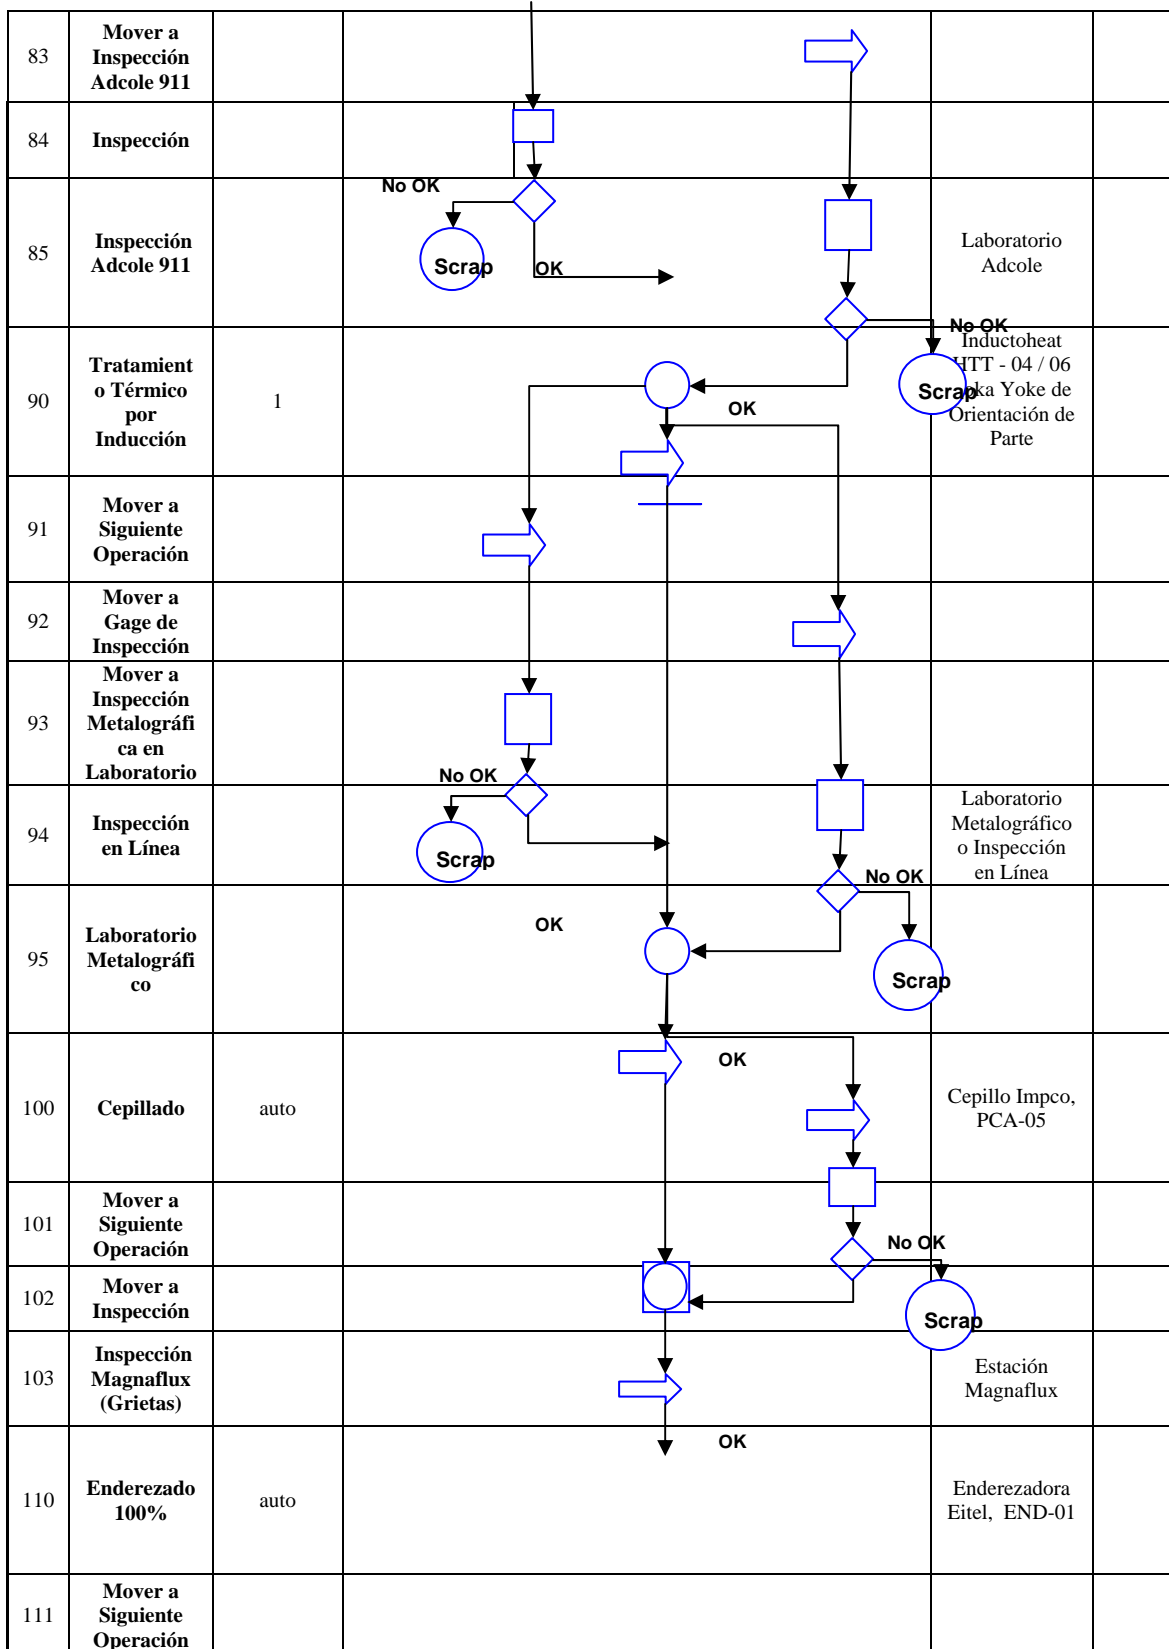 83
Mover a
Inspección
Adcole 911
84
Inspección
No OK
85
Inspección
Adcole 911
Scrap
OK
Laboratorio
Adcole
No OK
90
Tratamient
o Térmico
por
Inducción
1
OK
Scrap
Inductoheat
HTT - 04 / 06
oka Yoke de
Orientación de
Parte
91
Mover a
Siguiente
Operación
92
Mover a
Gage de
Inspección
93
Mover a
Inspección
Metalográfi
ca en
Laboratorio
No OK
94
Inspección
en Línea
Scrap
Laboratorio
Metalográfico
o Inspección
en Línea
No OK
95
Laboratorio
Metalográfi
co
OK
Scrap
100
Cepillado
auto
OK
Cepillo Impco,
PCA-05
101
Mover a
Siguiente
Operación
No OK
102
Mover a
Inspección
Scrap
103
Inspección
Magnaflux
(Grietas)
Estación
Magnaflux
OK
110
Enderezado
100%
auto
Enderezadora
Eitel, END-01
111
Mover a
Siguiente
Operación